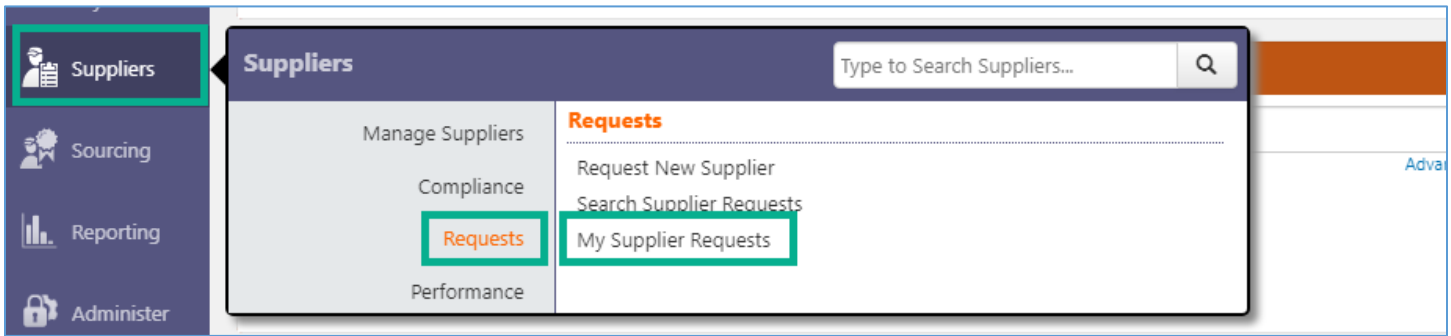 Suppliers
Sourcing
Reporting
Administer
Suppliers
Type to Search Suppliers...
Manage Suppliers
Compliance
Requests
Performance
Requests
Request New Supplier
Search Supplier Requests
My Supplier Requests